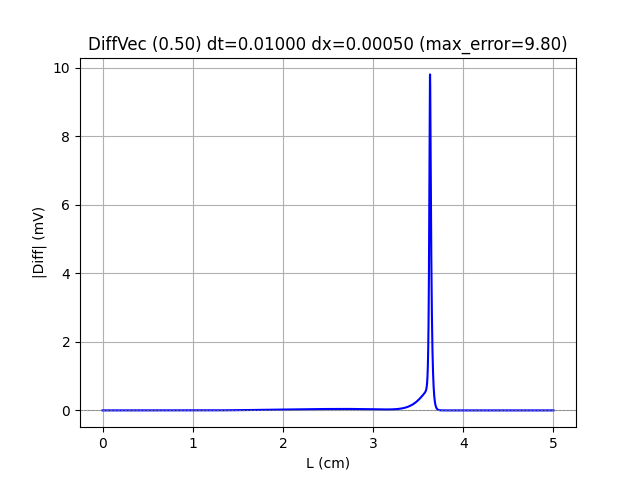 DiffVec (0.50) dt=0.01000 dx=0.00050 (max_error=9.80)
10
8
6
4
2
0
|Diff| (mV)
0 1 2 3 4 5
L (cm)